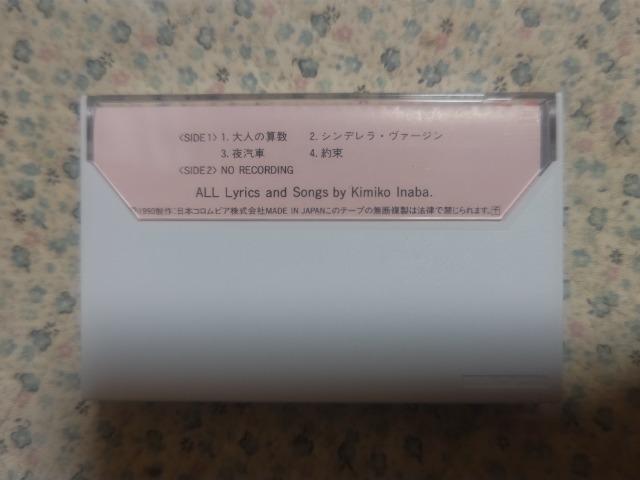 <SIDE1> 1. 大人の算数 2. シンデレラ・ヴァージン
3. 夜汽車 4. 約束
<SIDE2> NO RECORDING
ALL Lyrics and Songs by Kimiko Inaba.
Ⓟ1990製作:日本コロムビア株式会社MADE IN JAPANこのテープの無断複製は法律で禁じられます。